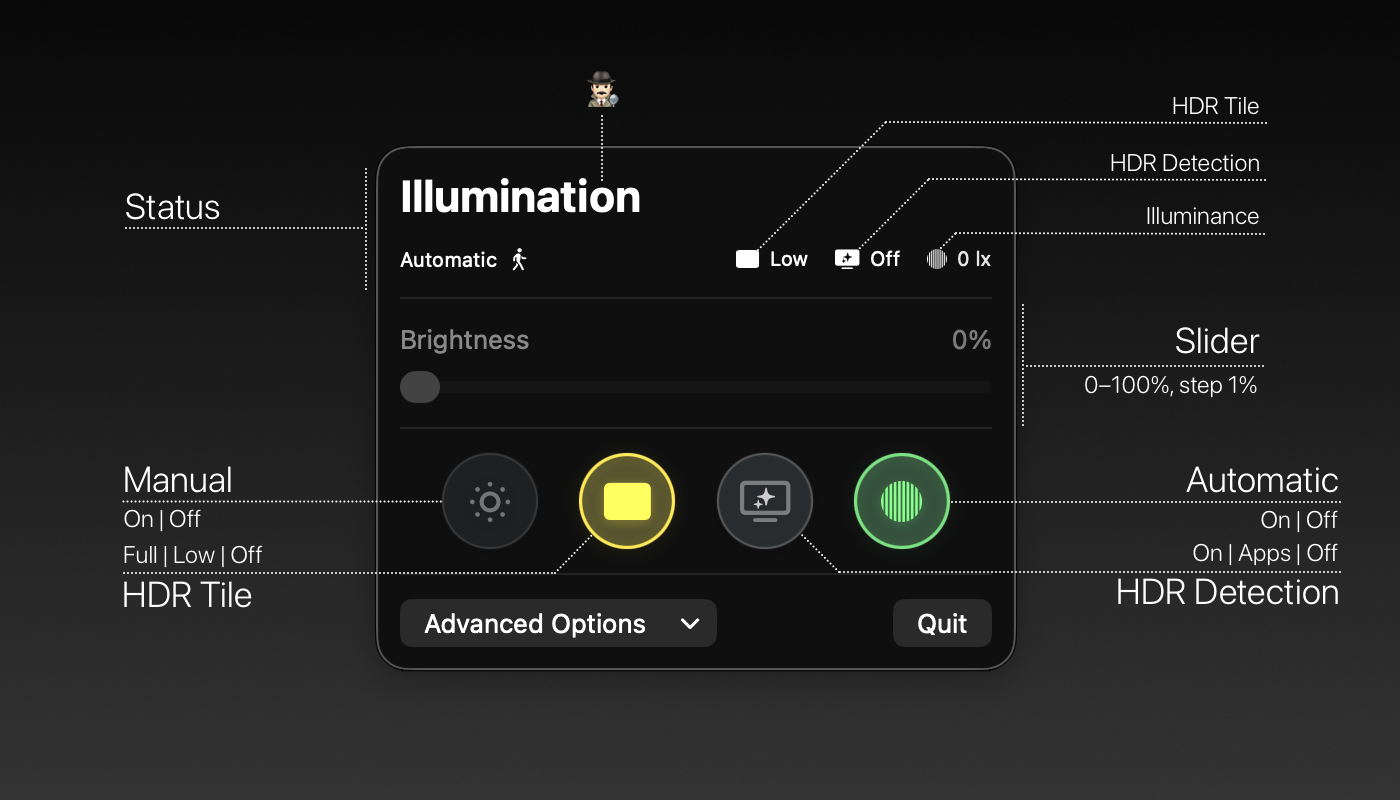 HDR Tile
HDR Detection
Illuminance
Status
Illumination
Automatic Low Off 0 lx
Brightness 0%
Slider
0–100%, step 1%
Manual
On | Off
Full | Low | Off
HDR Tile
Automatic
On | Off
On | Apps | Off
HDR Detection
Advanced Options
Quit